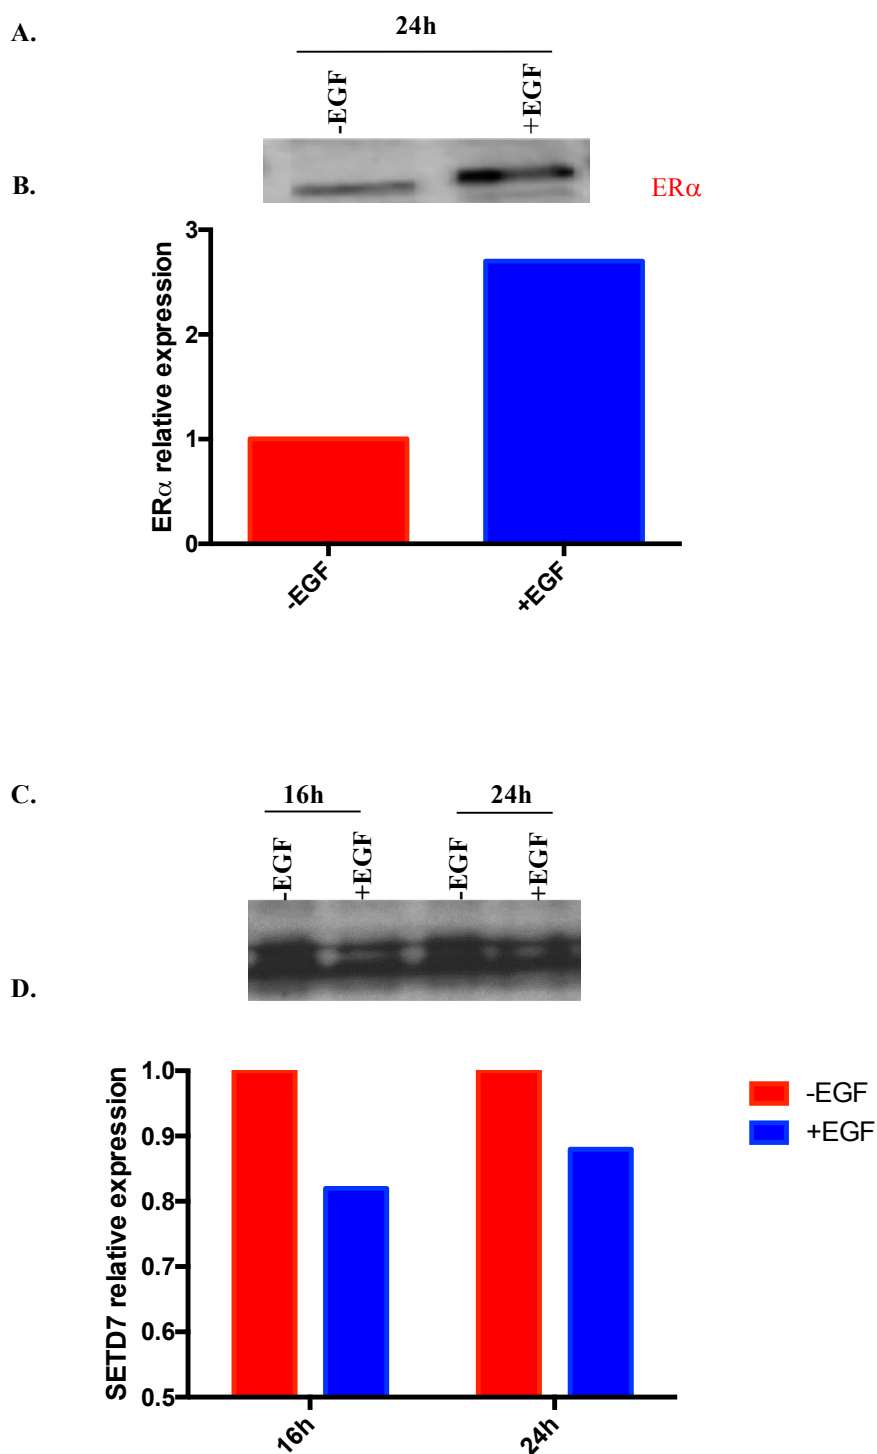 A.
24h
-EGF
+EGF
B.
ERα
3
2
1
0
ERα relative expression
-EGF
+EGF
C.
16h
24h
-EGF
+EGF
-EGF
+EGF
D.
1.0
0.9
0.8
0.7
0.6
0.5
SETD7 relative expression
16h
24h
-EGF
+EGF